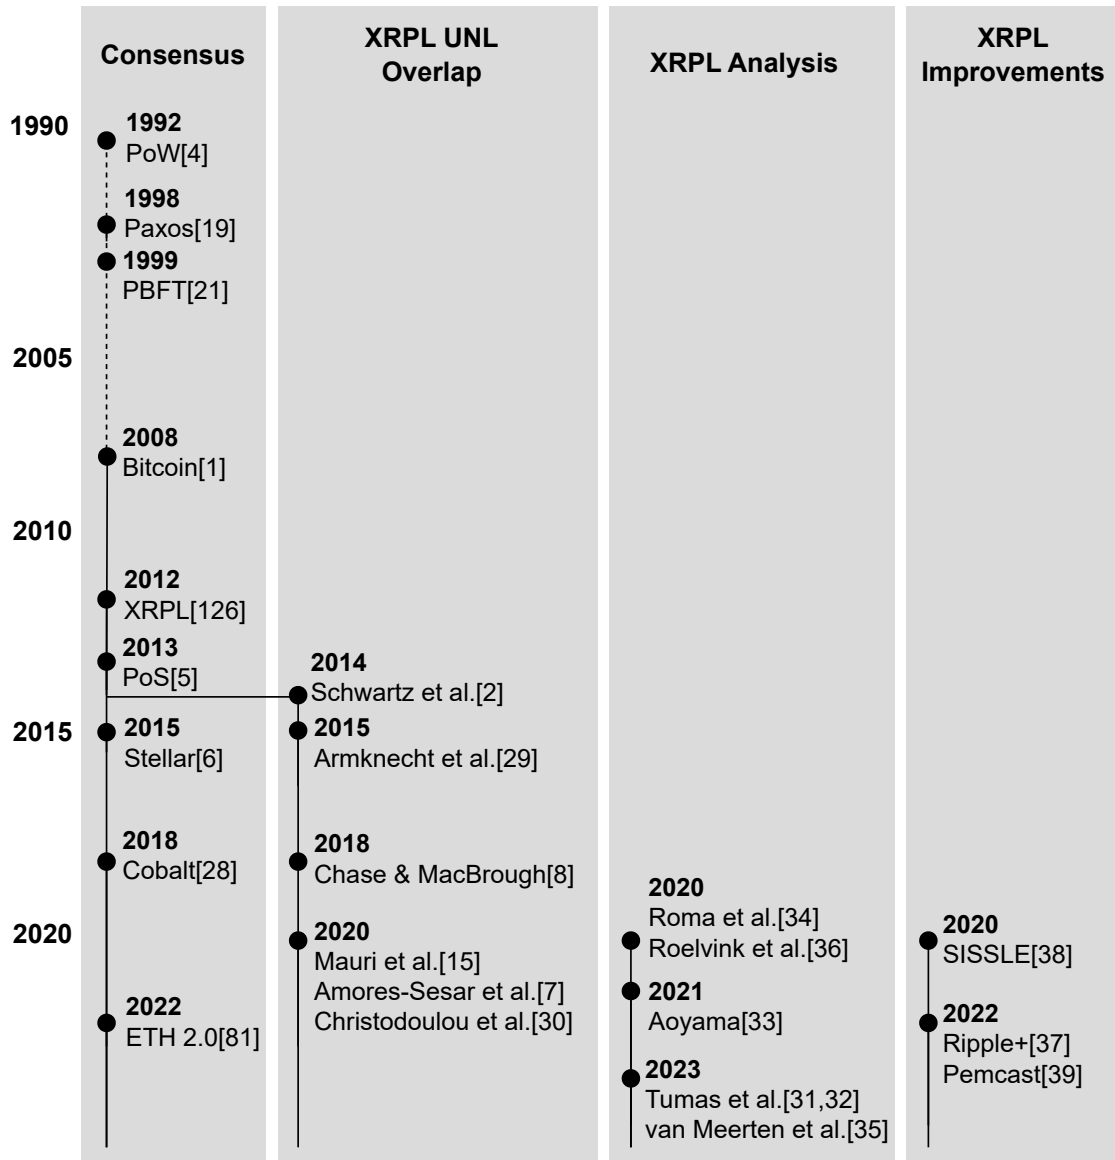 Consensus
XRPL UNL
Overlap
XRPL Analysis
XRPL
Improvements
1990
2005
2010
2015
2020
1992
PoW[4]
1998
Paxos[19]
1999
PBFT[21]
2008
Bitcoin[1]
2012
XRPL[126]
2013
PoS[5]
2015
Stellar[6]
2018
Cobalt[28]
2022
ETH 2.0[81]
2014
Schwartz et al.[2]
2015
Armknecht et al.[29]
2018
Chase & MacBrough[8]
2020
Mauri et al.[15]
Amores-Sesar et al.[7]
Christodoulou et al.[30]
2020
Roma et al.[34]
Roelvink et al.[36]
2021
Aoyama[33]
2023
Tumas et al.[31,32]
van Meerten et al.[35]
2020
SISSLE[38]
2022
Ripple+[37]
Pemcast[39]